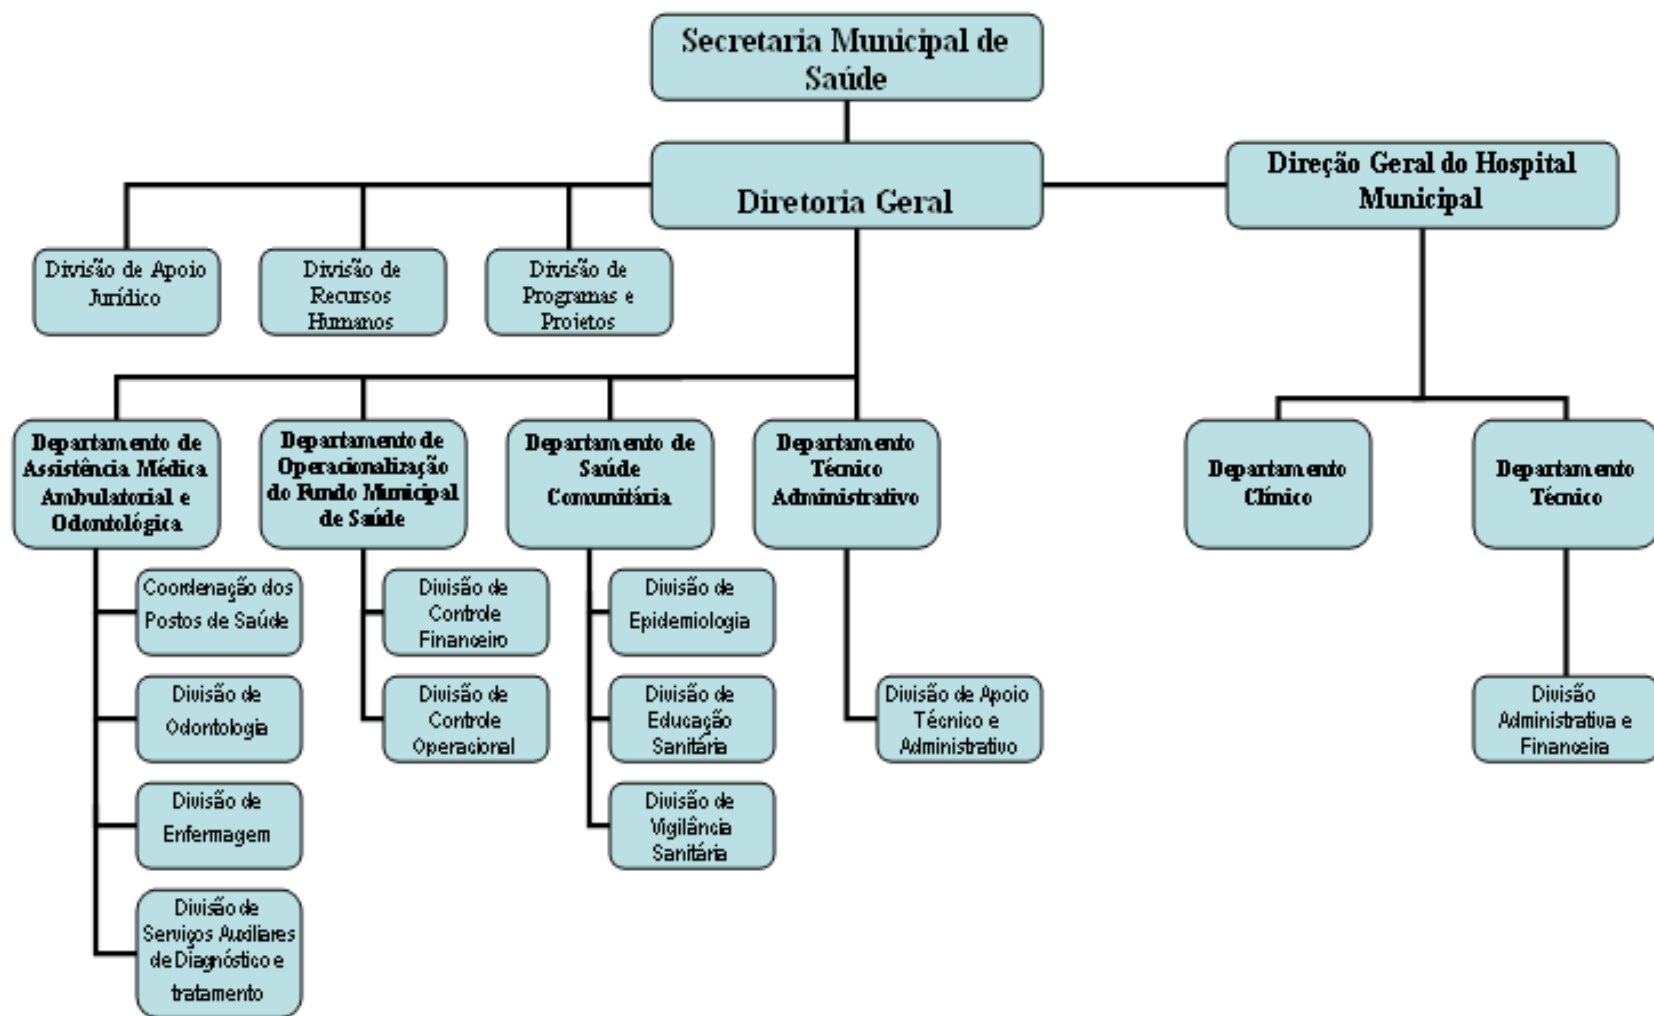 Secretaria Municipal de
Saúde
Diretoria Geral
Direção Geral do Hospital
Municipal
Divisão de Apoio
Jurídico
Divisão de
Recursos
Humanos
Divisão de
Programas e
Projetos
Departamento de
Assistência Médica
Ambulatorial e
Odontológica
Departamento de
Operacionalização
do Fundo Municipal
de Saúde
Departamento de
Saúde
Comunitária
Departamento
Técnico
Administrativo
Departamento
Clínico
Departamento
Técnico
Coordenação dos
Postos de Saúde
Divisão de
Odontologia
Divisão de
Enfermagem
Divisão de
Serviços Auxiliares
de Diagnóstico e
tratamento
Divisão de
Controle
Financeiro
Divisão de
Controle
Operacional
Divisão de
Epidemiologia
Divisão de
Educação
Sanitária
Divisão de
Vigilância
Sanitária
Divisão de Apoio
Técnico e
Administrativo
Divisão
Administrativa e
Financeira